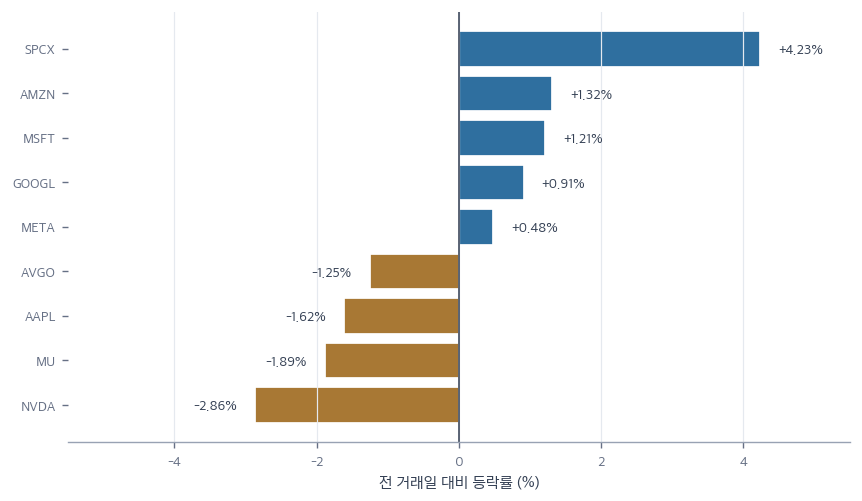 SPCX +4.23%
AMZN +1.32%
MSFT +1.21%
GOOGL +0.91%
META +0.48%
AVGO −1.25%
AAPL −1.62%
MU −1.89%
NVDA −2.86%
−4 −2 0 2 4
전 거래일 대비 등락률 (%)